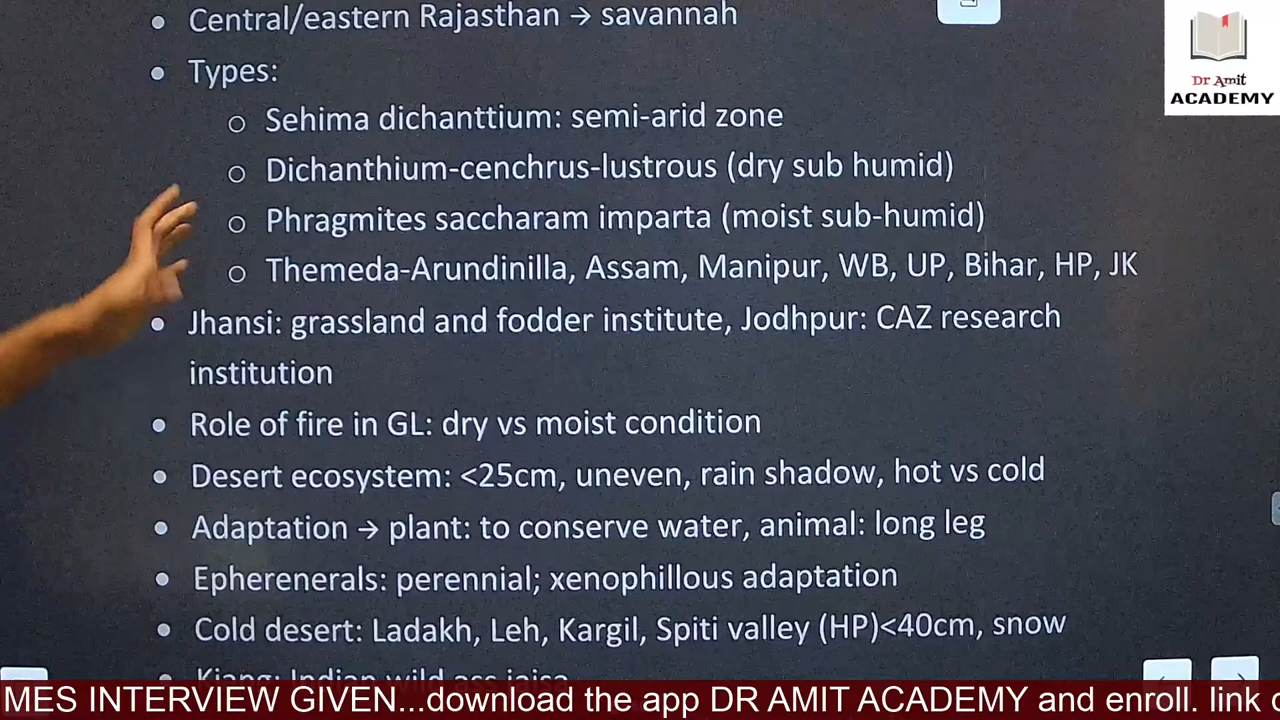 Central/eastern Rajasthan → savannah
Types:
Sehima dichanttium: semi-arid zone
Dichanthium-cenchrus-lustrous (dry sub humid)
Phragmites saccharam imparta (moist sub-humid)
Themeda-Arundinilla, Assam, Manipur, WB, UP, Bihar, HP, JK
Jhansi: grassland and fodder institute, Jodhpur: CAZ research
institution
Role of fire in GL: dry vs moist condition
Desert ecosystem: <25cm, uneven, rain shadow, hot vs cold
Adaptation → plant: to conserve water, animal: long leg
Epherenerals: perennial; xenophillous adaptation
Cold desert: Ladakh, Leh, Kargil, Spiti valley (HP)<40cm, snow
Kiang: Indian wild ass jaisa
Dr Amit
ACADEMY
MES INTERVIEW GIVEN...download the app DR AMIT ACADEMY and enroll. link